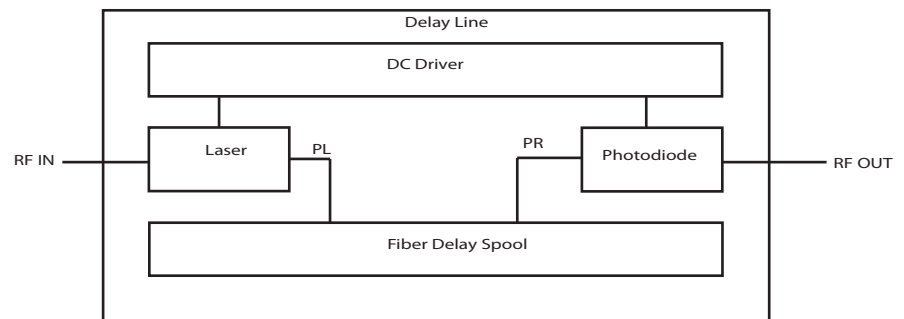 Delay Line
DC Driver
Laser
PL
PR
Photodiode
RF IN
RF OUT
Fiber Delay Spool